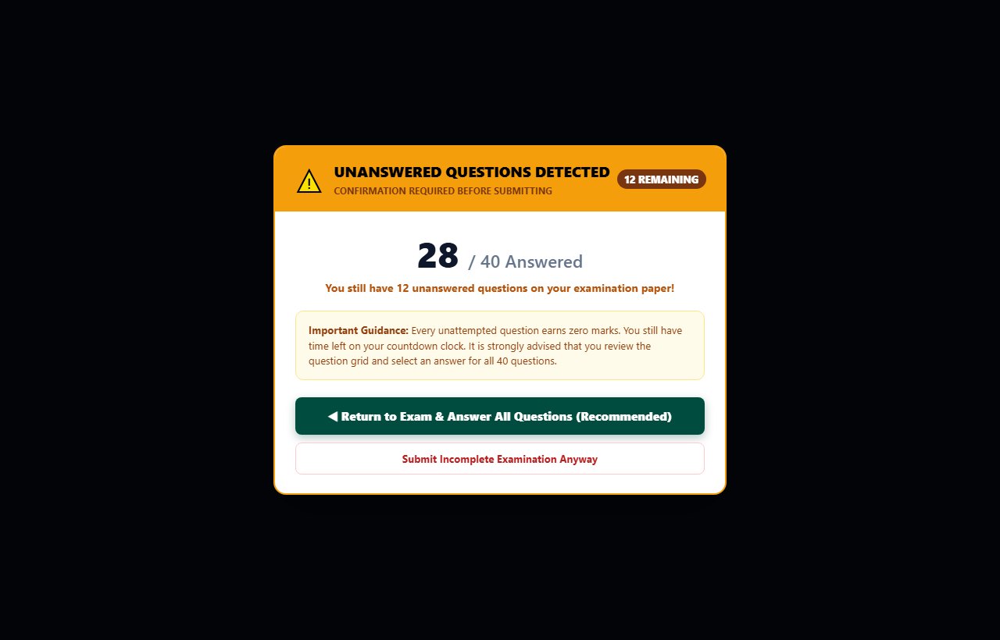 UNANSWERED QUESTIONS DETECTED
CONFIRMATION REQUIRED BEFORE SUBMITTING
12 REMAINING
28 / 40 Answered
You still have 12 unanswered questions on your examination paper!
Important Guidance: Every unattempted question earns zero marks. You still have
time left on your countdown clock. It is strongly advised that you review the
question grid and select an answer for all 40 questions.
◀ Return to Exam & Answer All Questions (Recommended)
Submit Incomplete Examination Anyway